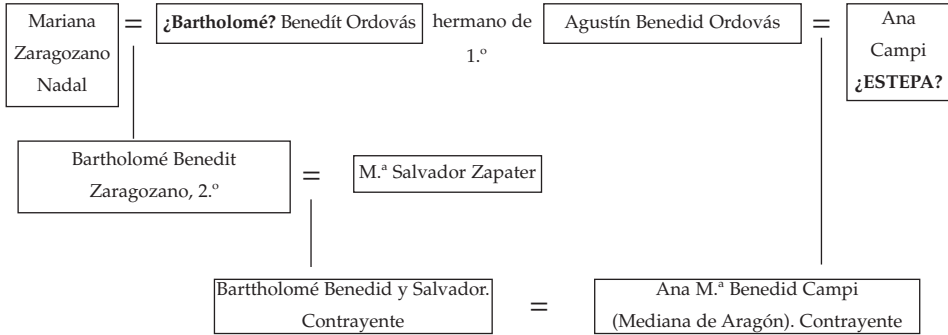 Mariana
Zaragozano
Nadal
=
¿Bartholomé? Benedít Ordovás
hermano de
1.º
Agustín Benedid Ordovás
=
Ana
Campi
¿ESTEPA?
Bartholomé Benedit
Zaragozano, 2.º
=
M.ª Salvador Zapater
Barttholomé Benedid y Salvador.
Contrayente
=
Ana M.ª Benedid Campi
(Mediana de Aragón). Contrayente